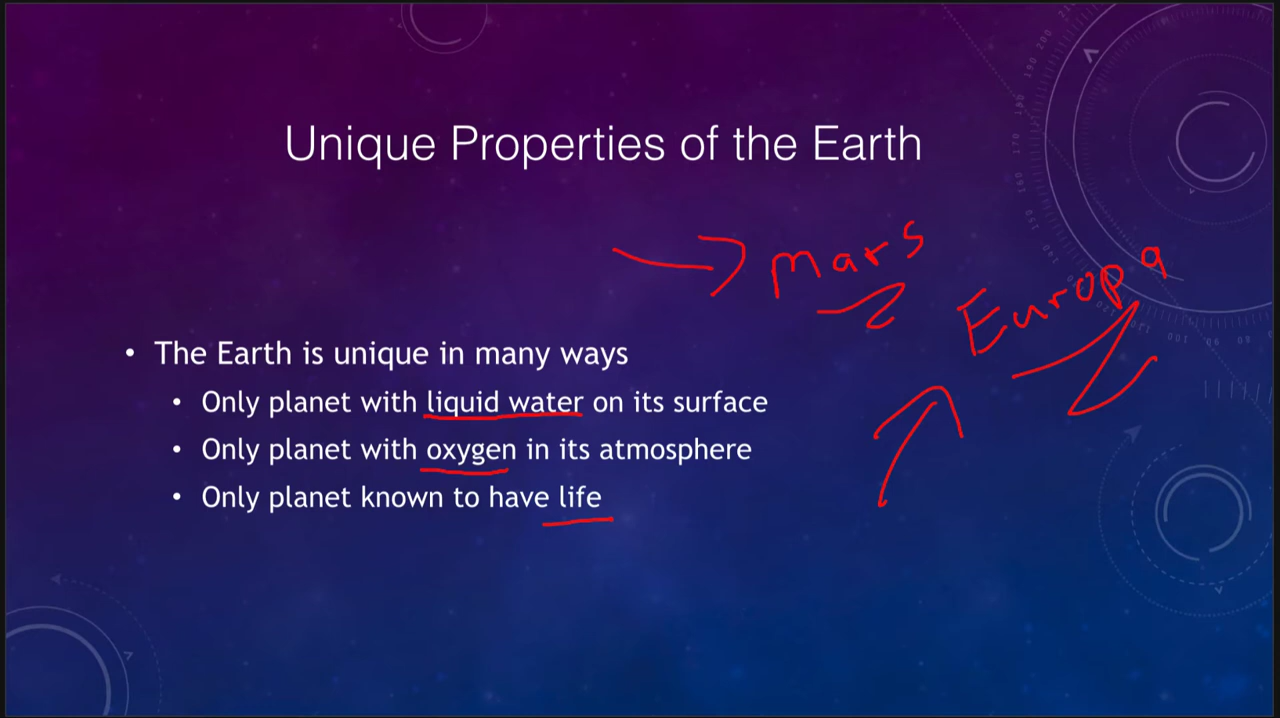 Unique Properties of the Earth
→ Mars
Europa
• The Earth is unique in many ways
• Only planet with liquid water on its surface
• Only planet with oxygen in its atmosphere
• Only planet known to have life